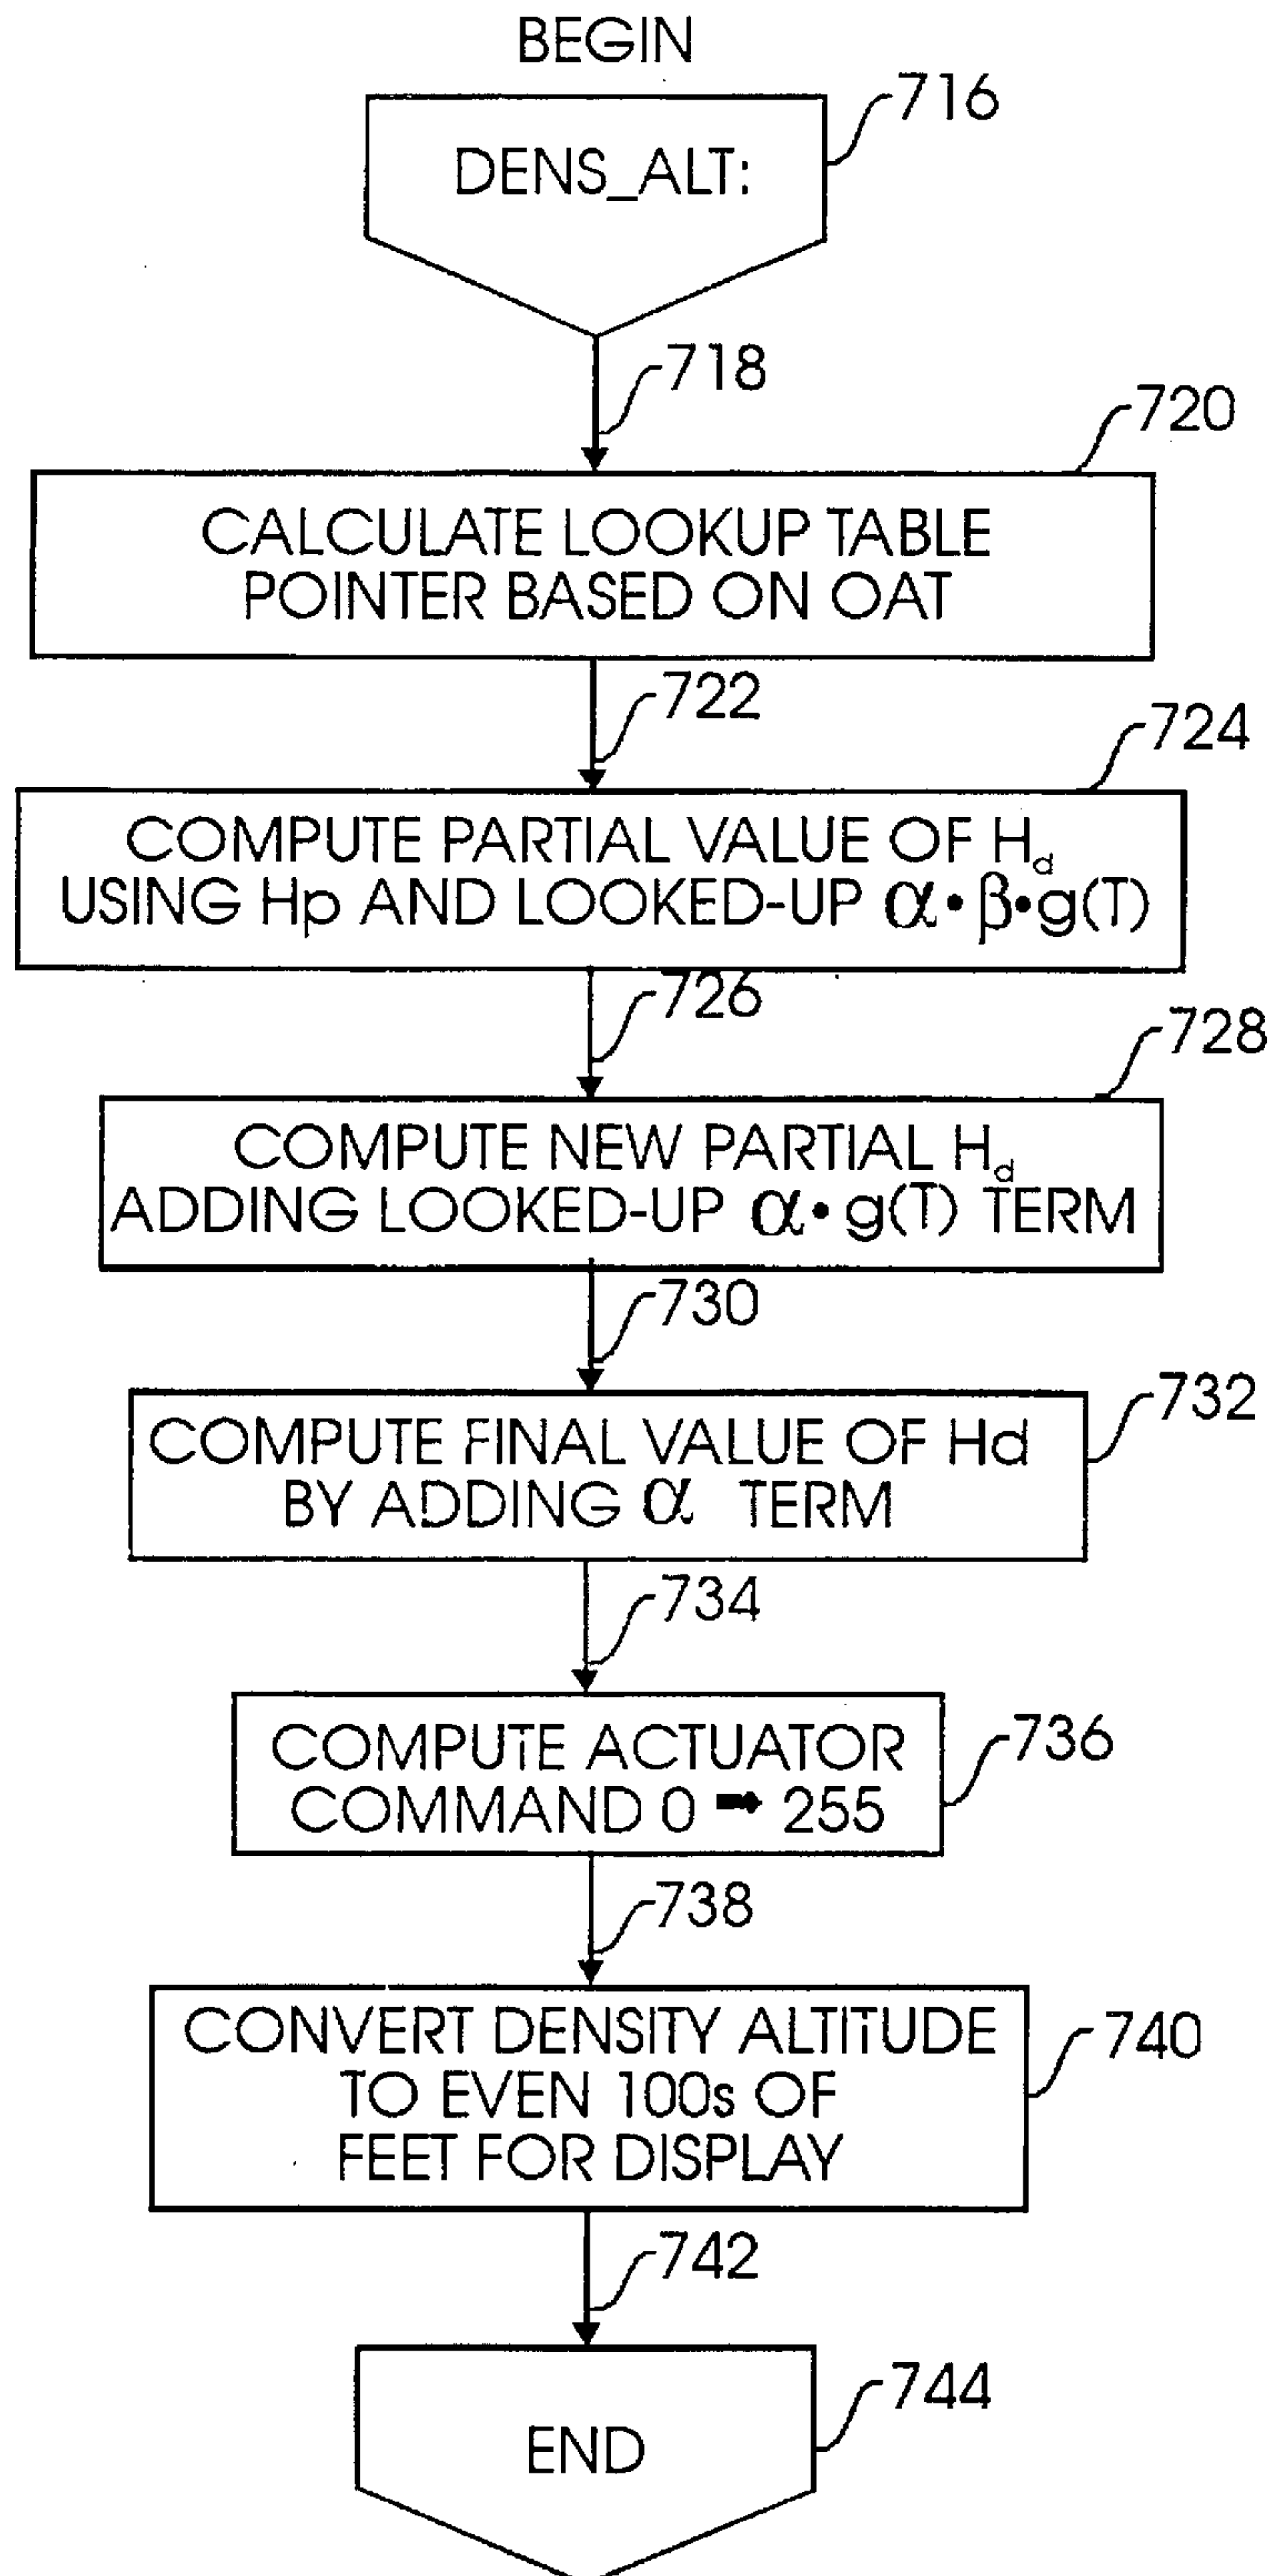 BEGIN
716
DENS_ALT:
718
720
CALCULATE LOOKUP TABLE
POINTER BASED ON OAT
722
724
COMPUTE PARTIAL VALUE OF Hd
USING Hp AND LOOKED-UP α•β•g(T)
726
728
COMPUTE NEW PARTIAL Hd
ADDING LOOKED-UP α• g(T) TERM
730
732
COMPUTE FINAL VALUE OF Hd
BY ADDING α TERM
734
736
COMPUTE ACTUATOR
COMMAND 0 ➡ 255
738
740
CONVERT DENSITY ALTITUDE
TO EVEN 100s OF
FEET FOR DISPLAY
742
744
END